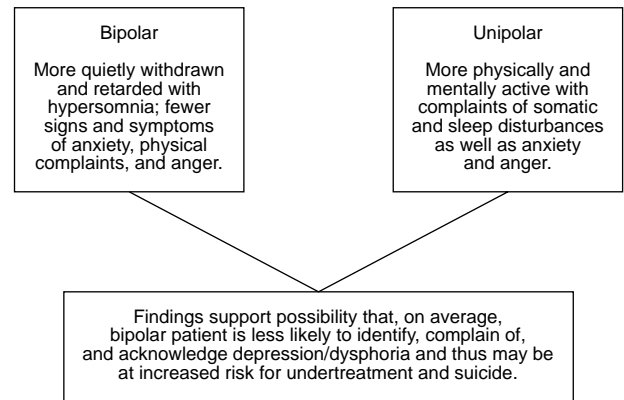 Bipolar
More quietly withdrawn
and retarded with
hypersomnia; fewer
signs and symptoms
of anxiety, physical
complaints, and anger.
Unipolar
More physically and
mentally active with
complaints of somatic
and sleep disturbances
as well as anxiety
and anger.
Findings support possibility that, on average,
bipolar patient is less likely to identify, complain of,
and acknowledge depression/dysphoria and thus may be
at increased risk for undertreatment and suicide.